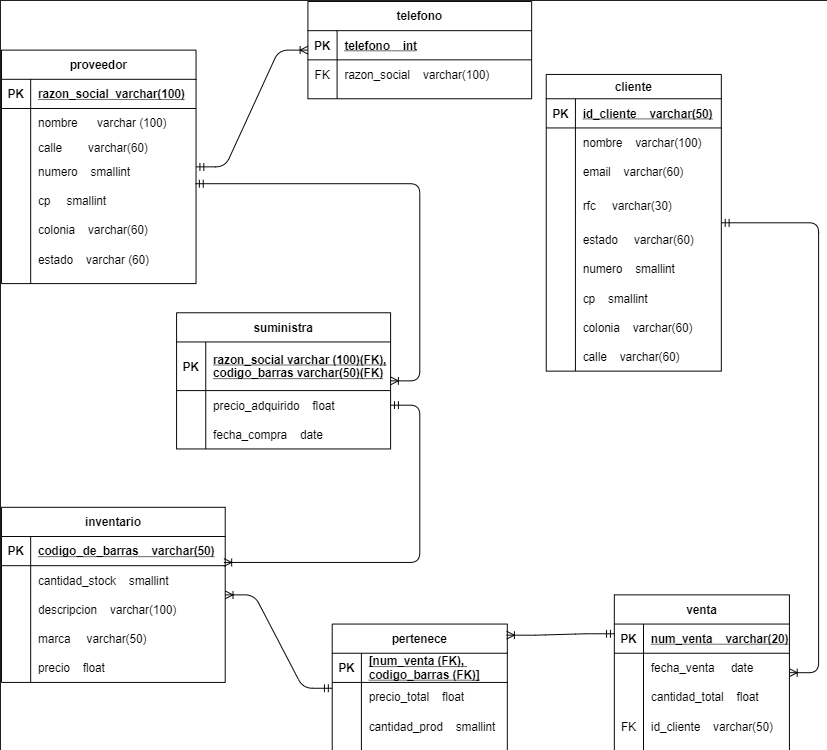 telefono
PK telefono int
FK razon_social varchar(100)
proveedor
PK razon_social varchar(100)
nombre varchar (100)
calle varchar(60)
numero smallint
cp smallint
colonia varchar(60)
estado varchar (60)
cliente
PK id_cliente varchar(50)
nombre varchar(100)
email varchar(60)
rfc varchar(30)
estado varchar(60)
numero smallint
cp smallint
colonia varchar(60)
calle varchar(60)
suministra
PK razon_social varchar (100)(FK),
codigo_barras varchar(50)(FK)
precio_adquirido float
fecha_compra date
inventario
PK codigo_de_barras varchar(50)
cantidad_stock smallint
descripcion varchar(100)
marca varchar(50)
precio float
pertenece
PK [num_venta (FK),
codigo_barras (FK)]
precio_total float
cantidad_prod smallint
venta
PK num_venta varchar(20)
fecha_venta date
cantidad_total float
FK id_cliente varchar(50)